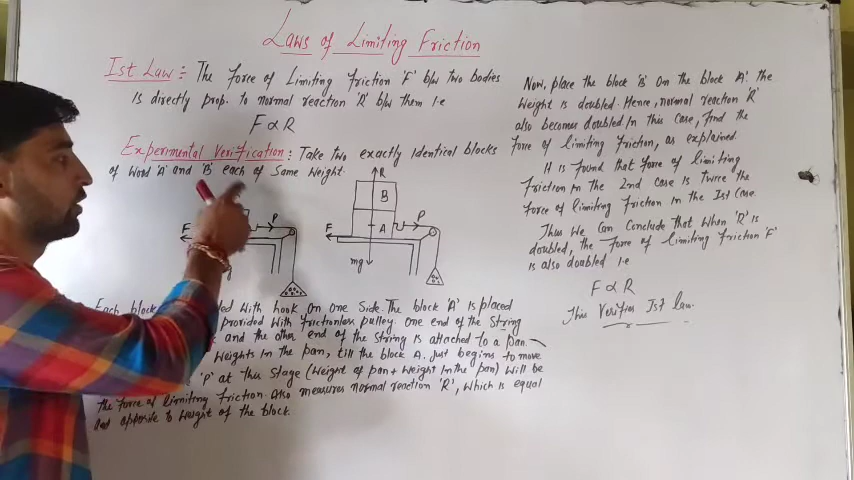 Laws of Limiting Friction
Ist Law :- The force of Limiting friction 'F' b/w two bodies
is directly prop. to normal reaction 'R' b/w them i.e
F ∝ R
Experimental Verification : Take two exactly identical blocks
of Wood 'A' and 'B' each of Same Weight.
P
F
R
B
A
P
F
mg
Each block with hook on one Side. The block 'A' is placed
provided with frictionless pulley. One end of the String
and the other end of the String is attached to a pan.
Weights in the pan, till the block A. Just begins to move
'P' at this stage (Weight of pan + Weight in the pan) will be
the force of limiting friction. Also measures normal reaction 'R', which is equal
and opposite to Weight of the block.
Now, place the block 'B' on the block 'A'. the
Weight is doubled. Hence, normal reaction 'R'
also becomes doubled. In this case, find the
force of limiting friction, as explained.
It is found that force of limiting
friction in the 2nd case is twice the
force of limiting friction in the Ist Case.
Thus we can Conclude that when 'R' is
doubled, the force of limiting friction 'F'
is also doubled i.e
F ∝ R
This Verifies Ist law.